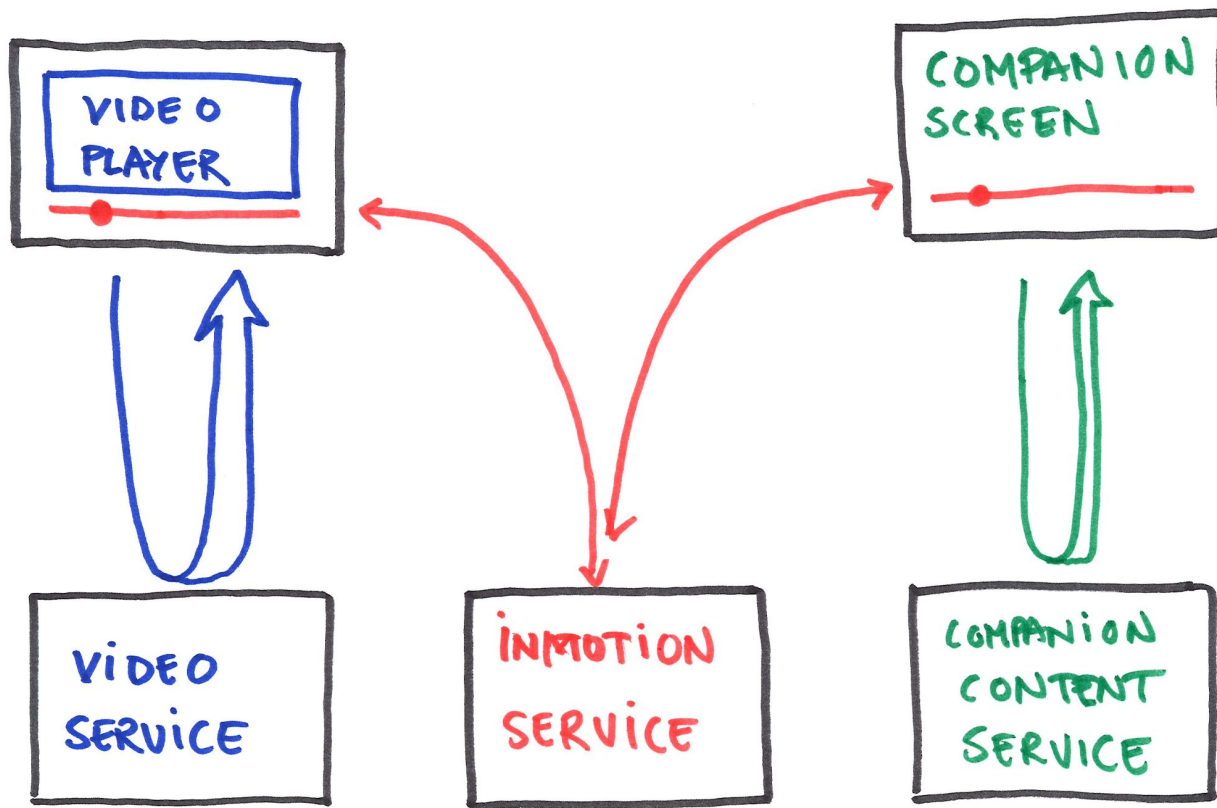 VIDEO
PLAYER
COMPANION
SCREEN
ViDEO
SERViCE
iNMOTiON
SERViCE
COMPANiON
CONTENT
SERViCE